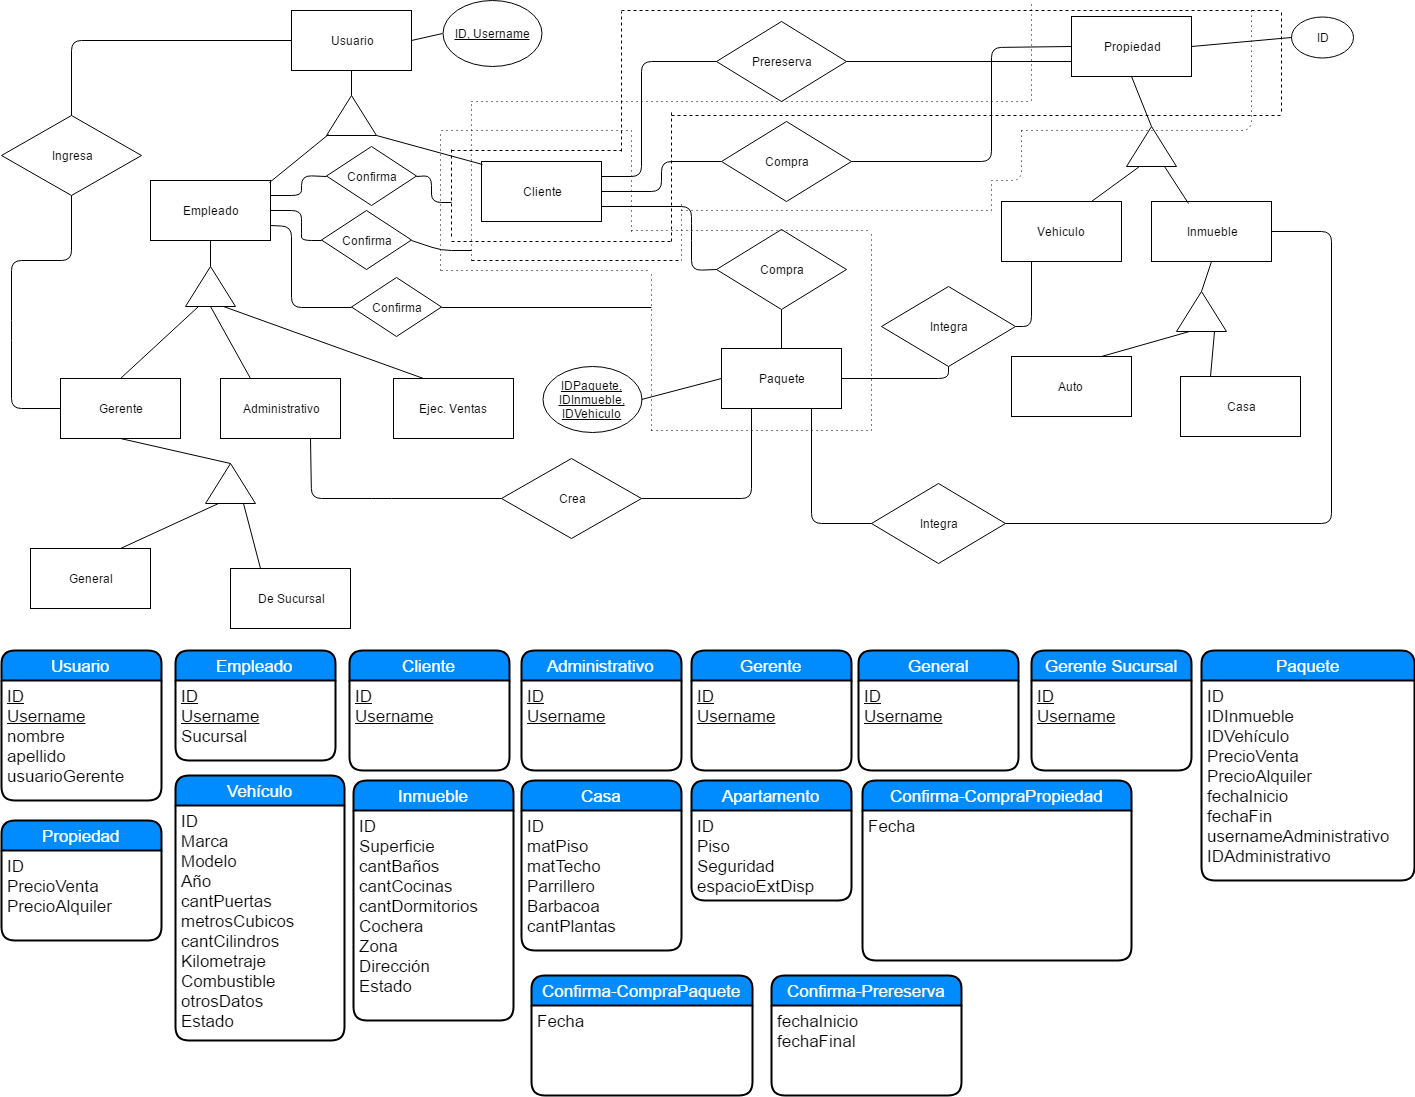 Usuario
ID, Username
Prereserva
Propiedad
ID
Ingresa
Confirma
Compra
Cliente
Empleado
Confirma
Vehiculo
Inmueble
Compra
Confirma
Integra
Paquete
IDPaquete,
IDInmueble,
IDVehiculo
Auto
Casa
Gerente
Administrativo
Ejec. Ventas
Crea
Integra
General
De Sucursal
Usuario
ID
Username
nombre
apellido
usuarioGerente
Empleado
ID
Username
Sucursal
Cliente
ID
Username
Administrativo
ID
Username
Gerente
ID
Username
General
ID
Username
Gerente Sucursal
ID
Username
Paquete
ID
IDInmueble
IDVehículo
PrecioVenta
PrecioAlquiler
fechaInicio
fechaFin
usernameAdministrativo
IDAdministrativo
Propiedad
ID
PrecioVenta
PrecioAlquiler
Vehículo
ID
Marca
Modelo
Año
cantPuertas
metrosCubicos
cantCilindros
Kilometraje
Combustible
otrosDatos
Estado
Inmueble
ID
Superficie
cantBaños
cantCocinas
cantDormitorios
Cochera
Zona
Dirección
Estado
Casa
ID
matPiso
matTecho
Parrillero
Barbacoa
cantPlantas
Apartamento
ID
Piso
Seguridad
espacioExtDisp
Confirma-CompraPropiedad
Fecha
Confirma-CompraPaquete
Fecha
Confirma-Prereserva
fechaInicio
fechaFinal